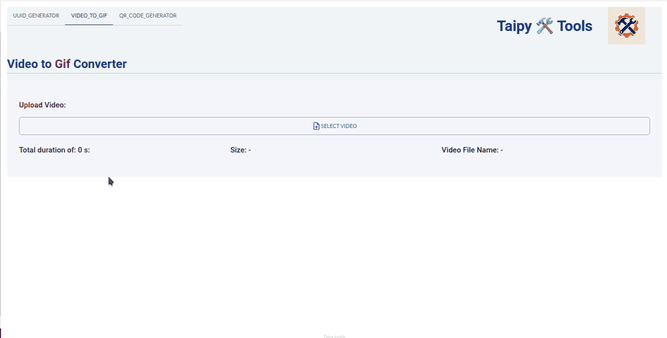 UUID_GENERATOR VIDEO_TO_GIF QR_CODE_GENERATOR
Taipy 🛠 Tools
Video to Gif Converter
Upload Video:
SELECT VIDEO
Total duration of: 0 s: Size: - Video File Name: -